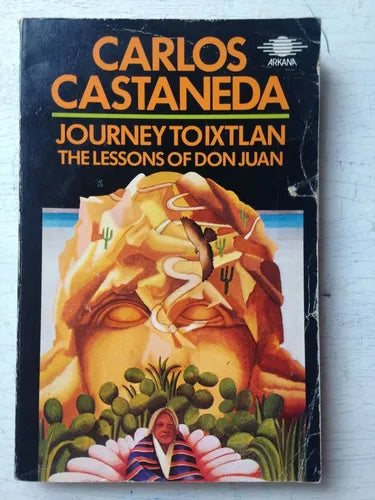 CARLOS
CASTANEDA
ARKANA
JOURNEY TO IXTLAN
THE LESSONS OF DON JUAN